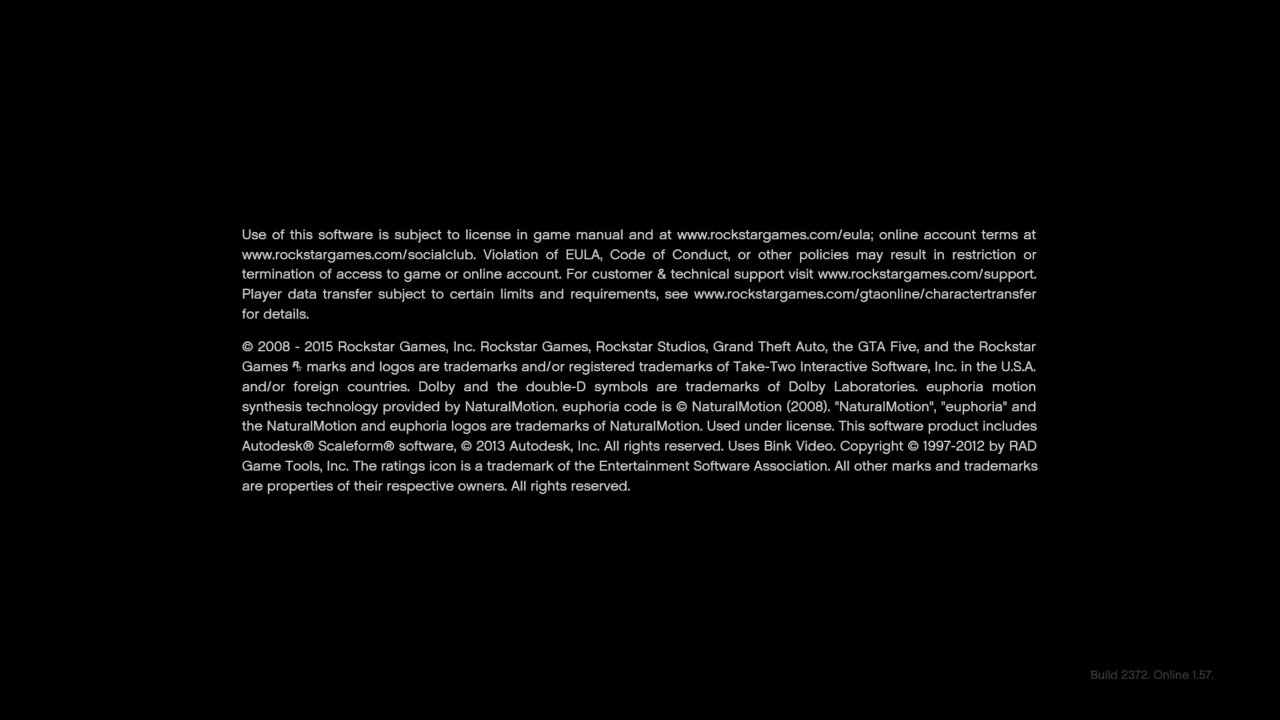 Use of this software is subject to license in game manual and at www.rockstargames.com/eula; online account terms at
www.rockstargames.com/socialclub. Violation of EULA, Code of Conduct, or other policies may result in restriction or
termination of access to game or online account. For customer & technical support visit www.rockstargames.com/support.
Player data transfer subject to certain limits and requirements, see www.rockstargames.com/gtaonline/charactertransfer
for details.
© 2008 - 2015 Rockstar Games, Inc. Rockstar Games, Rockstar Studios, Grand Theft Auto, the GTA Five, and the Rockstar
Games R* marks and logos are trademarks and/or registered trademarks of Take-Two Interactive Software, Inc. in the U.S.A.
and/or foreign countries. Dolby and the double-D symbols are trademarks of Dolby Laboratories. euphoria motion
synthesis technology provided by NaturalMotion. euphoria code is © NaturalMotion (2008). "NaturalMotion", "euphoria" and
the NaturalMotion and euphoria logos are trademarks of NaturalMotion. Used under license. This software product includes
Autodesk® Scaleform® software, © 2013 Autodesk, Inc. All rights reserved. Uses Bink Video. Copyright © 1997-2012 by RAD
Game Tools, Inc. The ratings icon is a trademark of the Entertainment Software Association. All other marks and trademarks
are properties of their respective owners. All rights reserved.
Build 2372. Online 1.57.